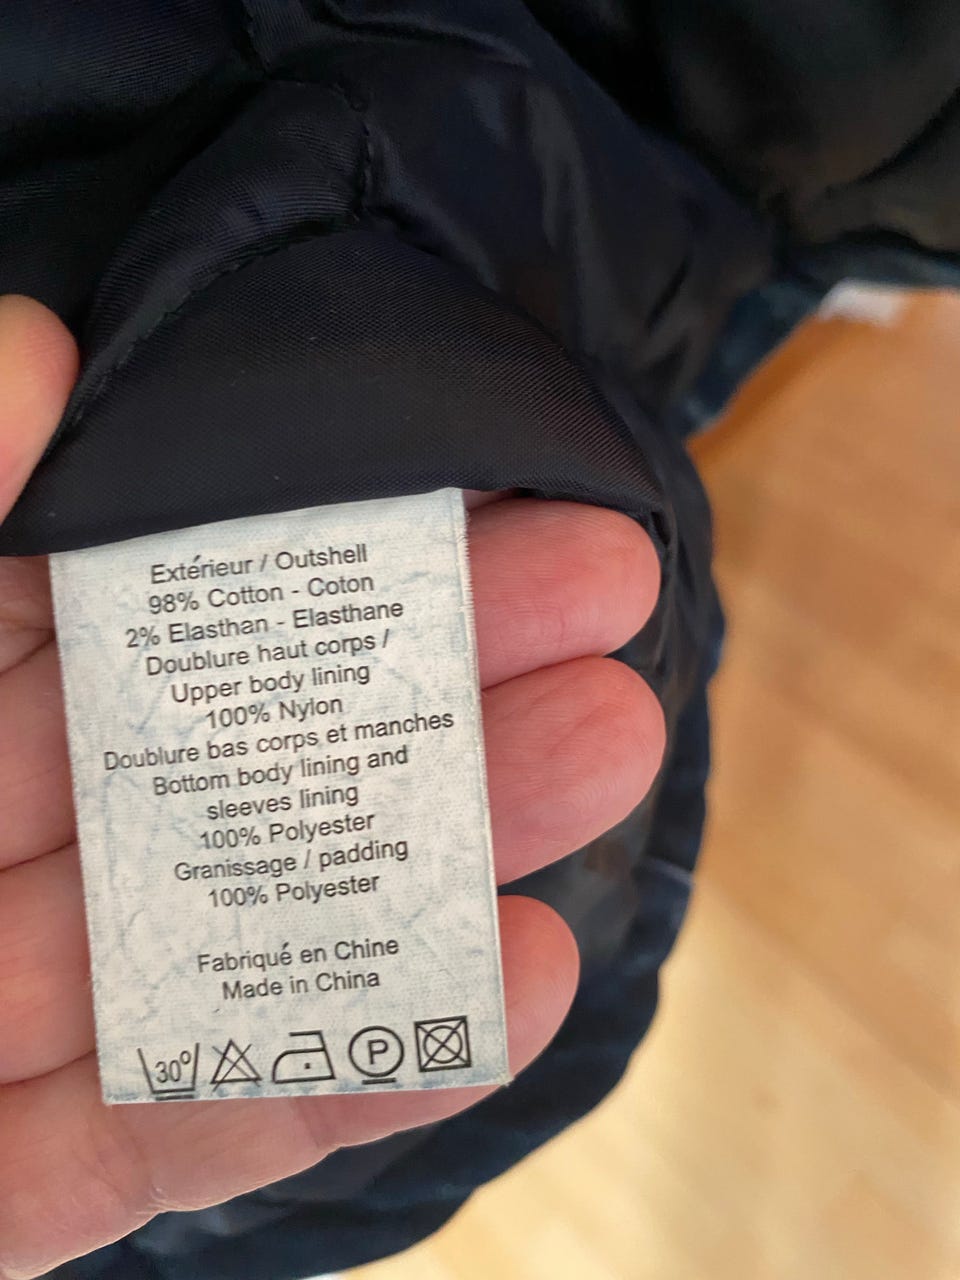 Extérieur / Outshell
98% Cotton - Coton
2% Elasthan - Elasthane
Doublure haut corps /
Upper body lining
100% Nylon
Doublure bas corps et manches
Bottom body lining and
sleeves lining
100% Polyester
Granissage / padding
100% Polyester
Fabriqué en Chine
Made in China
30° P